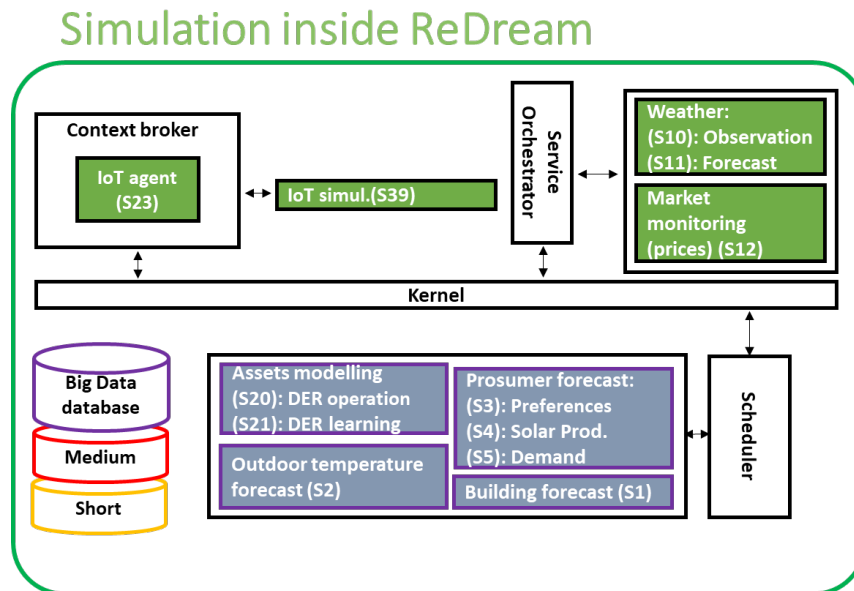 Simulation inside ReDream
Context broker
IoT agent
(S23)
IoT simul.(S39)
Service
Orchestrator
Weather:
(S10): Observation
(S11): Forecast
Market
monitoring
(prices) (S12)
Kernel
Big Data
database
Medium
Short
Assets modelling
(S20): DER operation
(S21): DER learning
Outdoor temperature
forecast (S2)
Prosumer forecast:
(S3): Preferences
(S4): Solar Prod.
(S5): Demand
Building forecast (S1)
Scheduler